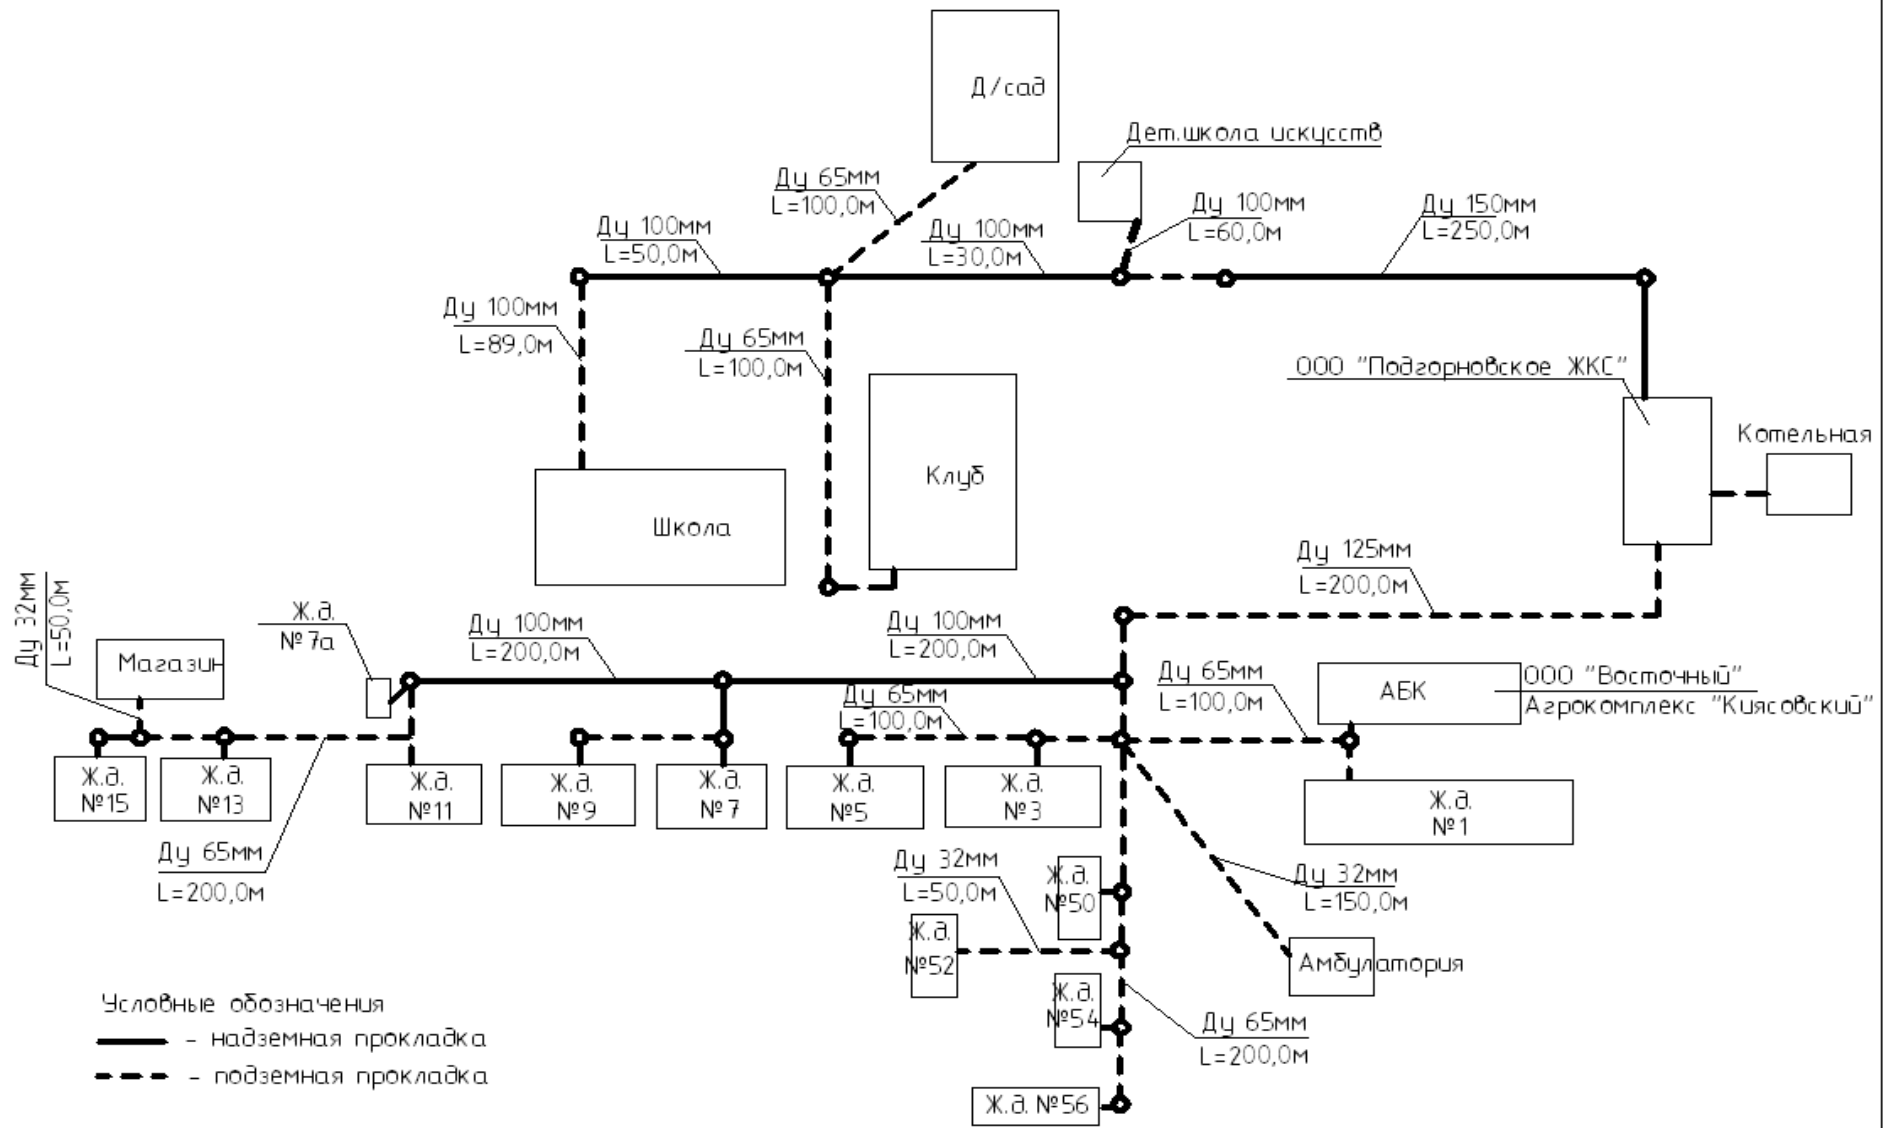 Д/сад
Дет.школа искусств
Ду 65мм
L=100,0м
Ду 100мм
L=60,0м
Ду 150мм
L=250,0м
Ду 100мм
L=50,0м
Ду 100мм
L=30,0м
Ду 100мм
L=89,0м
Ду 65мм
L=100,0м
ООО "Подгорновское ЖКС"
Котельная
Клуб
Школа
Ду 125мм
L=200,0м
Ду 32мм
L=50,0м
Ж.д.
№7а
Ду 100мм
L=200,0м
Ду 100мм
L=200,0м
Магазин
Ду 65мм
L=100,0м
Ду 65мм
L=100,0м
АБК
ООО "Восточный"
Агрокомплекс "Киясовский"
Ж.д.
№15
Ж.д.
№13
Ж.д.
№11
Ж.д.
№9
Ж.д.
№7
Ж.д.
№5
Ж.д.
№3
Ж.д.
№1
Ду 65мм
L=200,0м
Ду 32мм
L=50,0м
Ж.д.
№50
Ду 32мм
L=150,0м
Ж.д.
№52
Амбулатория
Ж.д.
№54
Ду 65мм
L=200,0м
Ж.д. №56
Условные обозначения
- надземная прокладка
- подземная прокладка